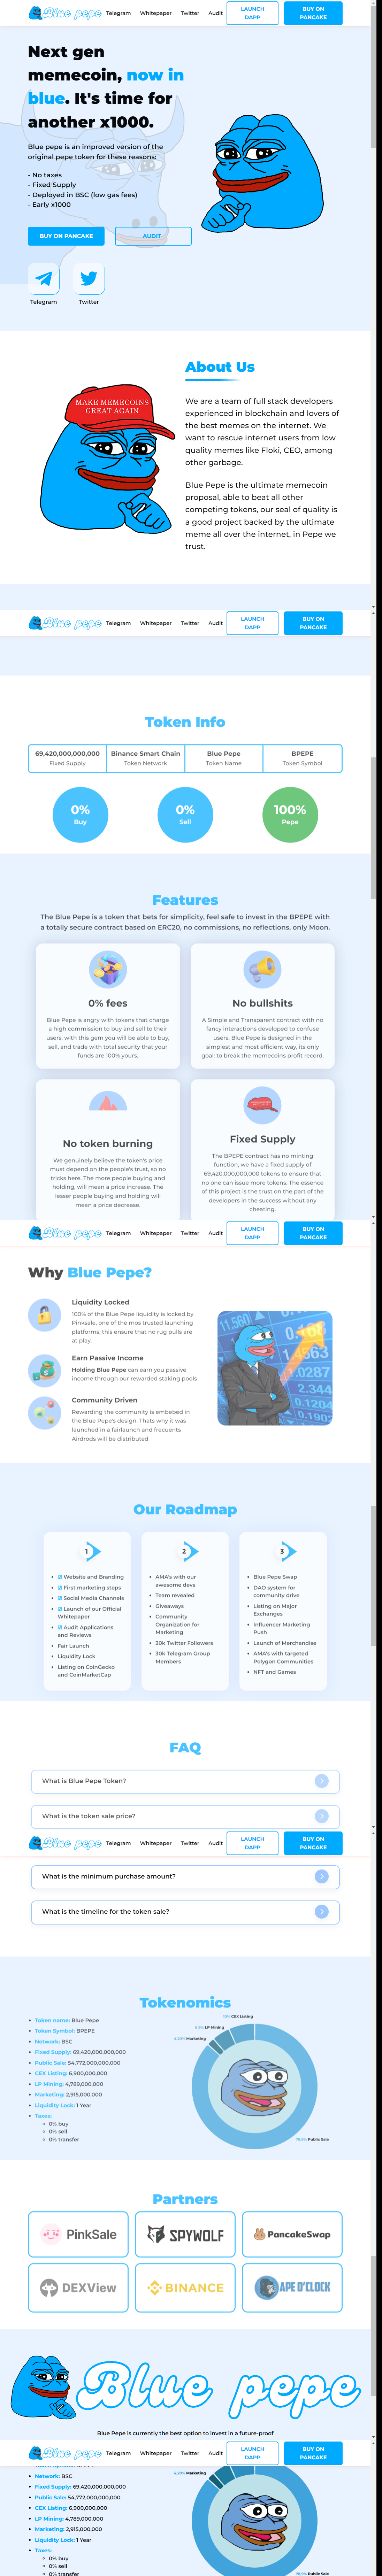 Blue pepe
Telegram
Whitepaper
Twitter
Audit
LAUNCH
DAPP
BUY ON
PANCAKE
Next gen
memecoin, now in
blue. It's time for
another x1000.
Blue pepe is an improved version of the
original pepe token for these reasons:
- No taxes
- Fixed Supply
- Deployed in BSC (low gas fees)
- Early x1000
BUY ON PANCAKE
AUDIT
Telegram
Twitter
MAKE MEMECOINS
GREAT AGAIN
About Us
We are a team of full stack developers
experienced in blockchain and lovers of
the best memes on the internet. We
want to rescue internet users from low
quality memes like Floki, CEO, among
other garbage.
Blue Pepe is the ultimate memecoin
proposal, able to beat all other
competing tokens, our seal of quality is
a good project backed by the ultimate
meme all over the internet, in Pepe we
trust.
Blue pepe
Telegram
Whitepaper
Twitter
Audit
LAUNCH
DAPP
BUY ON
PANCAKE
Token Info
69,420,000,000,000
Fixed Supply
Binance Smart Chain
Token Network
Blue Pepe
Token Name
BPEPE
Token Symbol
0%
Buy
0%
Sell
100%
Pepe
Features
The Blue Pepe is a token that bets for simplicity, feel safe to invest in the BPEPE with
a totally secure contract based on ERC20, no commissions, no reflections, only Moon.
0% fees
Blue Pepe is angry with tokens that charge
a high commission to buy and sell to their
users, with this gem you will be able to buy,
sell, and trade with total security that your
funds are 100% yours.
No bullshits
A Simple and Transparent contract with no
fancy interactions developed to confuse
users. Blue Pepe is designed in the
simplest and most efficient way, its only
goal: to break the memecoins profit record.
No token burning
We genuinely believe the token's price
must depend on the people's trust, so no
tricks here. The more people buying and
holding, will mean a price increase. The
lesser people buying and holding will
mean a price decrease.
Fixed Supply
The BPEPE contract has no minting
function, we have a fixed supply of
69,420,000,000,000 tokens to ensure that
no one can issue more tokens. The essence
of this project is the trust on the part of the
developers in the success without any
cheating.
Blue pepe
Telegram
Whitepaper
Twitter
Audit
LAUNCH
DAPP
BUY ON
PANCAKE
Why Blue Pepe?
Liquidity Locked
100% of the Blue Pepe liquidity is locked by
Pinksale, one of the most trusted launching
platforms, this ensure that no rug pulls are
at play.
Earn Passive Income
Holding Blue Pepe can earn you passive
income through our rewarded staking pools
Community Driven
Rewarding the community is embebed in
the Blue Pepe's design. Thats why it was
launched in a fairlaunch and frecuents
Airdrods will be distributed
Our Roadmap
1
☑ Website and Branding
☑ First marketing steps
☑ Social Media Channels
☑ Launch of our Official
Whitepaper
☑ Audit Applications
and Reviews
Fair Launch
Liquidity Lock
Listing on CoinGecko
and CoinMarketCap
2
AMA's with our
awesome devs
Team revealed
Giveaways
Community
Organization for
Marketing
30k Twitter Followers
30k Telegram Group
Members
3
Blue Pepe Swap
DAO system for
community drive
Listing on Major
Exchanges
Influencer Marketing
Push
Launch of Merchandise
AMA's with targeted
Polygon Communities
NFT and Games
FAQ
What is Blue Pepe Token?
What is the token sale price?
Blue pepe
Telegram
Whitepaper
Twitter
Audit
LAUNCH
DAPP
BUY ON
PANCAKE
What is the minimum purchase amount?
What is the timeline for the token sale?
Tokenomics
Token name: Blue Pepe
Token Symbol: BPEPE
Network: BSC
Fixed Supply: 69,420,000,000,000
Public Sale: 54,772,000,000,000
CEX Listing: 6,900,000,000,000
LP Mining: 4,789,000,000
Marketing: 2,915,000,000
Liquidity Lock: 1 Year
Taxes:
0% buy
0% sell
0% transfer
CEX Listing
LP Mining
Marketing
Public Sale
Partners
PinkSale
SPYWOLF
PancakeSwap
DEXView
BINANCE
APE O'CLOCK
Blue pepe
Blue Pepe is currently the best option to invest in a future-proof
Blue pepe
Telegram
Whitepaper
Twitter
Audit
LAUNCH
DAPP
BUY ON
PANCAKE
Network: BSC
Fixed Supply: 69,420,000,000,000
Public Sale: 54,772,000,000,000
CEX Listing: 6,900,000,000,000
LP Mining: 4,789,000,000
Marketing: 2,915,000,000
Liquidity Lock: 1 Year
Taxes:
0% buy
0% sell
0% transfer
Marketing
Public Sale